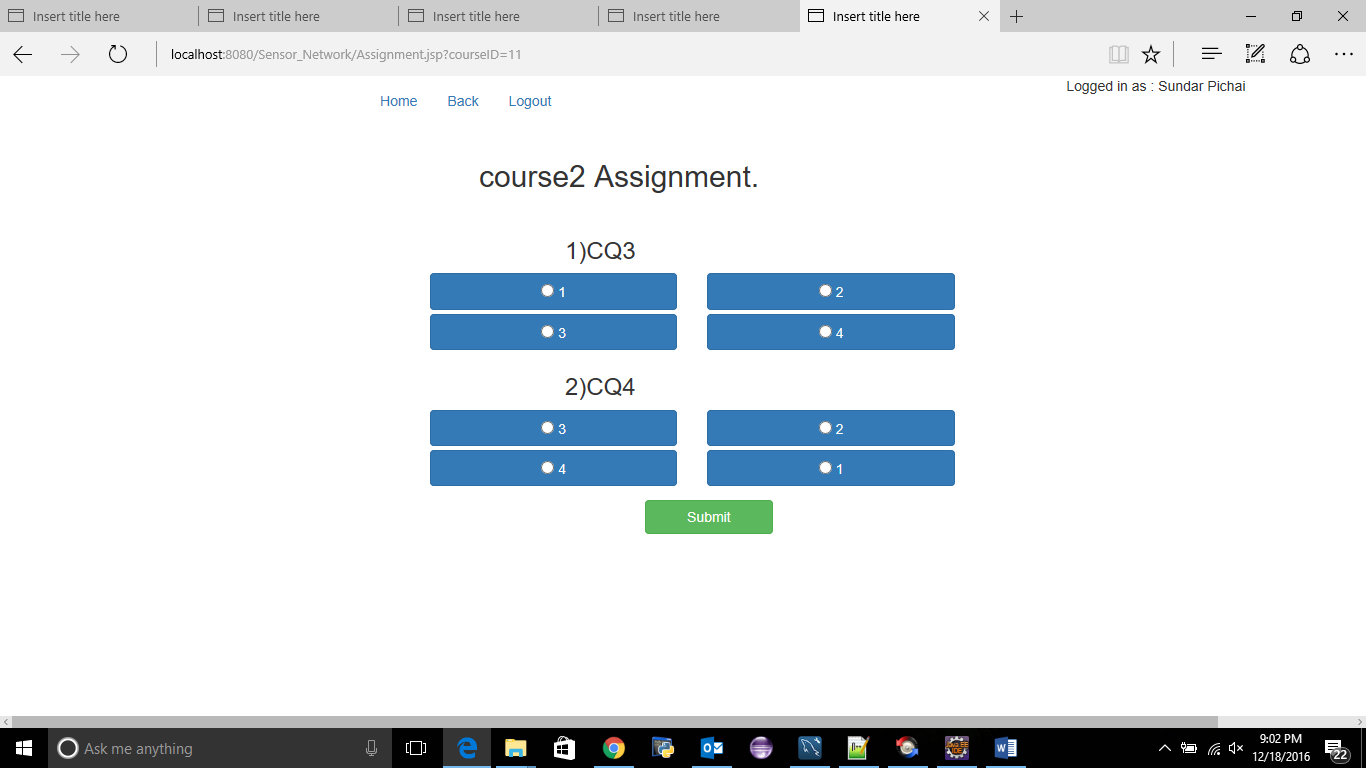 Insert title here
Insert title here
Insert title here
Insert title here
Insert title here
localhost:8080/Sensor_Network/Assignment.jsp?courseID=11
Logged in as : Sundar Pichai
Home Back Logout
course2 Assignment.
1)CQ3
1 2
3 4
2)CQ4
3 2
4 1
Submit
Ask me anything
9:02 PM
12/18/2016
22